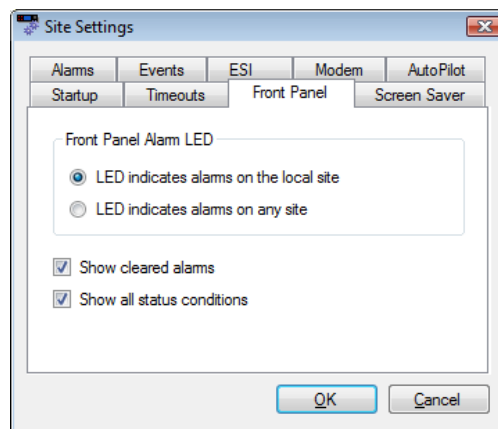 Site Settings
Alarms Events ESI Modem AutoPilot
Startup Timeouts Front Panel Screen Saver
Front Panel Alarm LED
LED indicates alarms on the local site
LED indicates alarms on any site
Show cleared alarms
Show all status conditions
OK Cancel